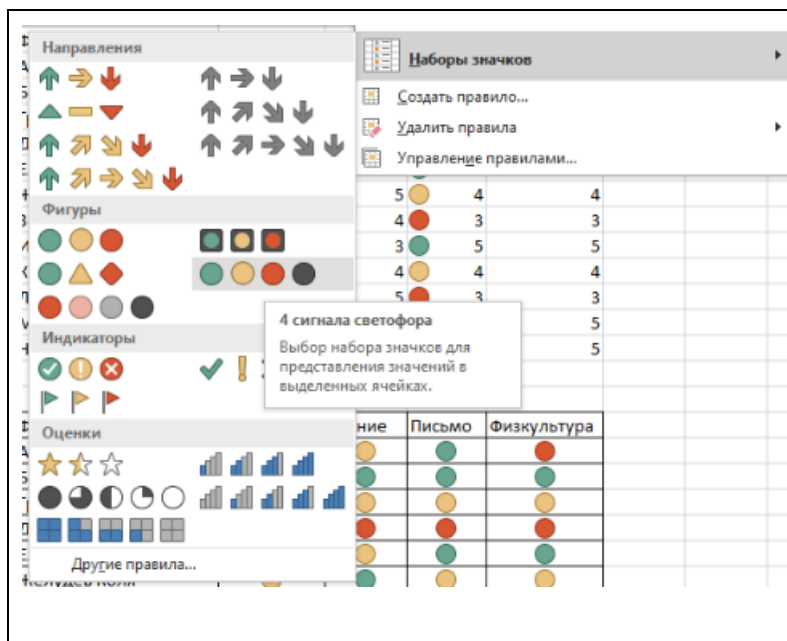 Направления
Наборы значков
Создать правило...
Удалить правила
Управление правилами...
5 4 4
Фигуры
4 3 3
3 5 5
4 4 4
5 3 3
4 сигнала светофора
5
Индикаторы
Выбор набора значков для
представления значений в
выделенных ячейках.
5
ние Письмо Физкультура
Оценки
Другие правила...